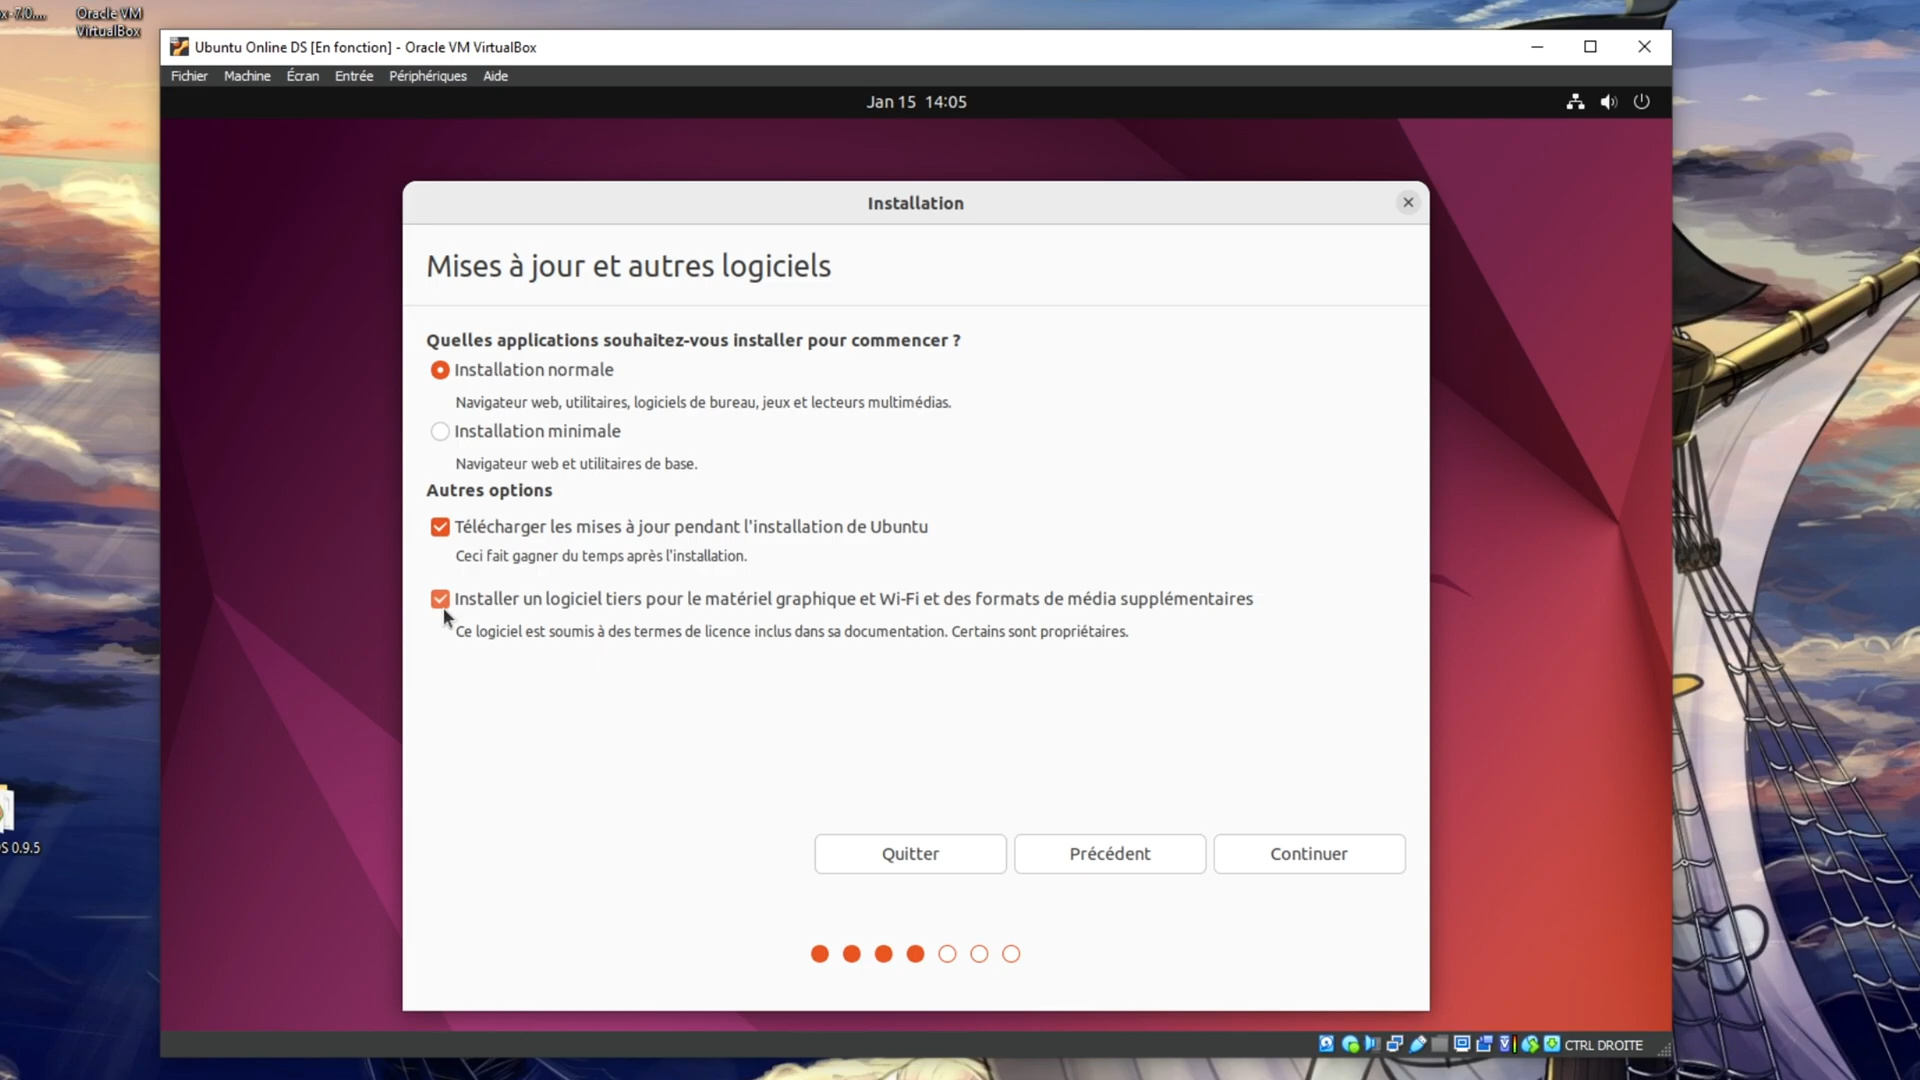 Oracle VM
VirtualBox
Ubuntu Online DS [En fonction] - Oracle VM VirtualBox
Fichier Machine Écran Entrée Périphériques Aide
Jan 15 14:05
Installation
Mises à jour et autres logiciels
Quelles applications souhaitez-vous installer pour commencer ?
Installation normale
Navigateur web, utilitaires, logiciels de bureau, jeux et lecteurs multimédias.
Installation minimale
Navigateur web et utilitaires de base.
Autres options
Télécharger les mises à jour pendant l'installation de Ubuntu
Ceci fait gagner du temps après l'installation.
Installer un logiciel tiers pour le matériel graphique et Wi-Fi et des formats de média supplémentaires
Ce logiciel est soumis à des termes de licence inclus dans sa documentation. Certains sont propriétaires.
S 0.9.5
Quitter Précédent Continuer
CTRL DROITE